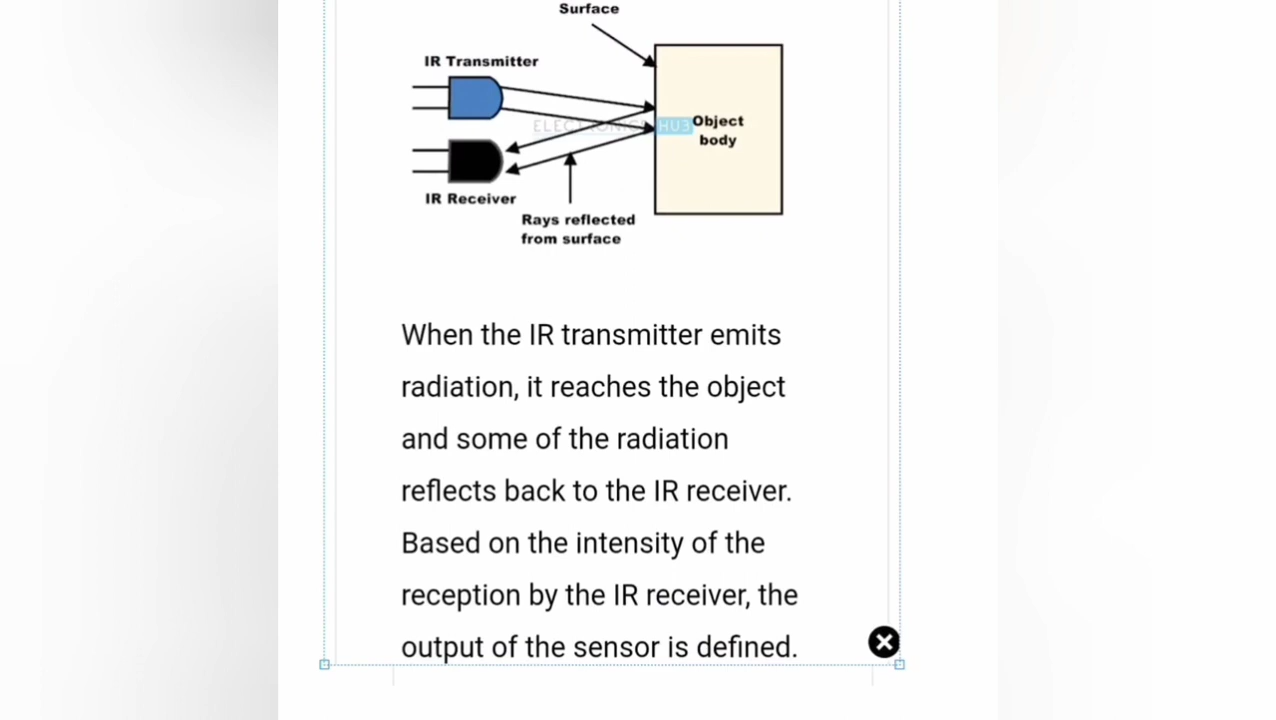 Surface
IR Transmitter
ELECTRONICS HUB
Object
body
IR Receiver
Rays reflected
from surface
When the IR transmitter emits
radiation, it reaches the object
and some of the radiation
reflects back to the IR receiver.
Based on the intensity of the
reception by the IR receiver, the
output of the sensor is defined.